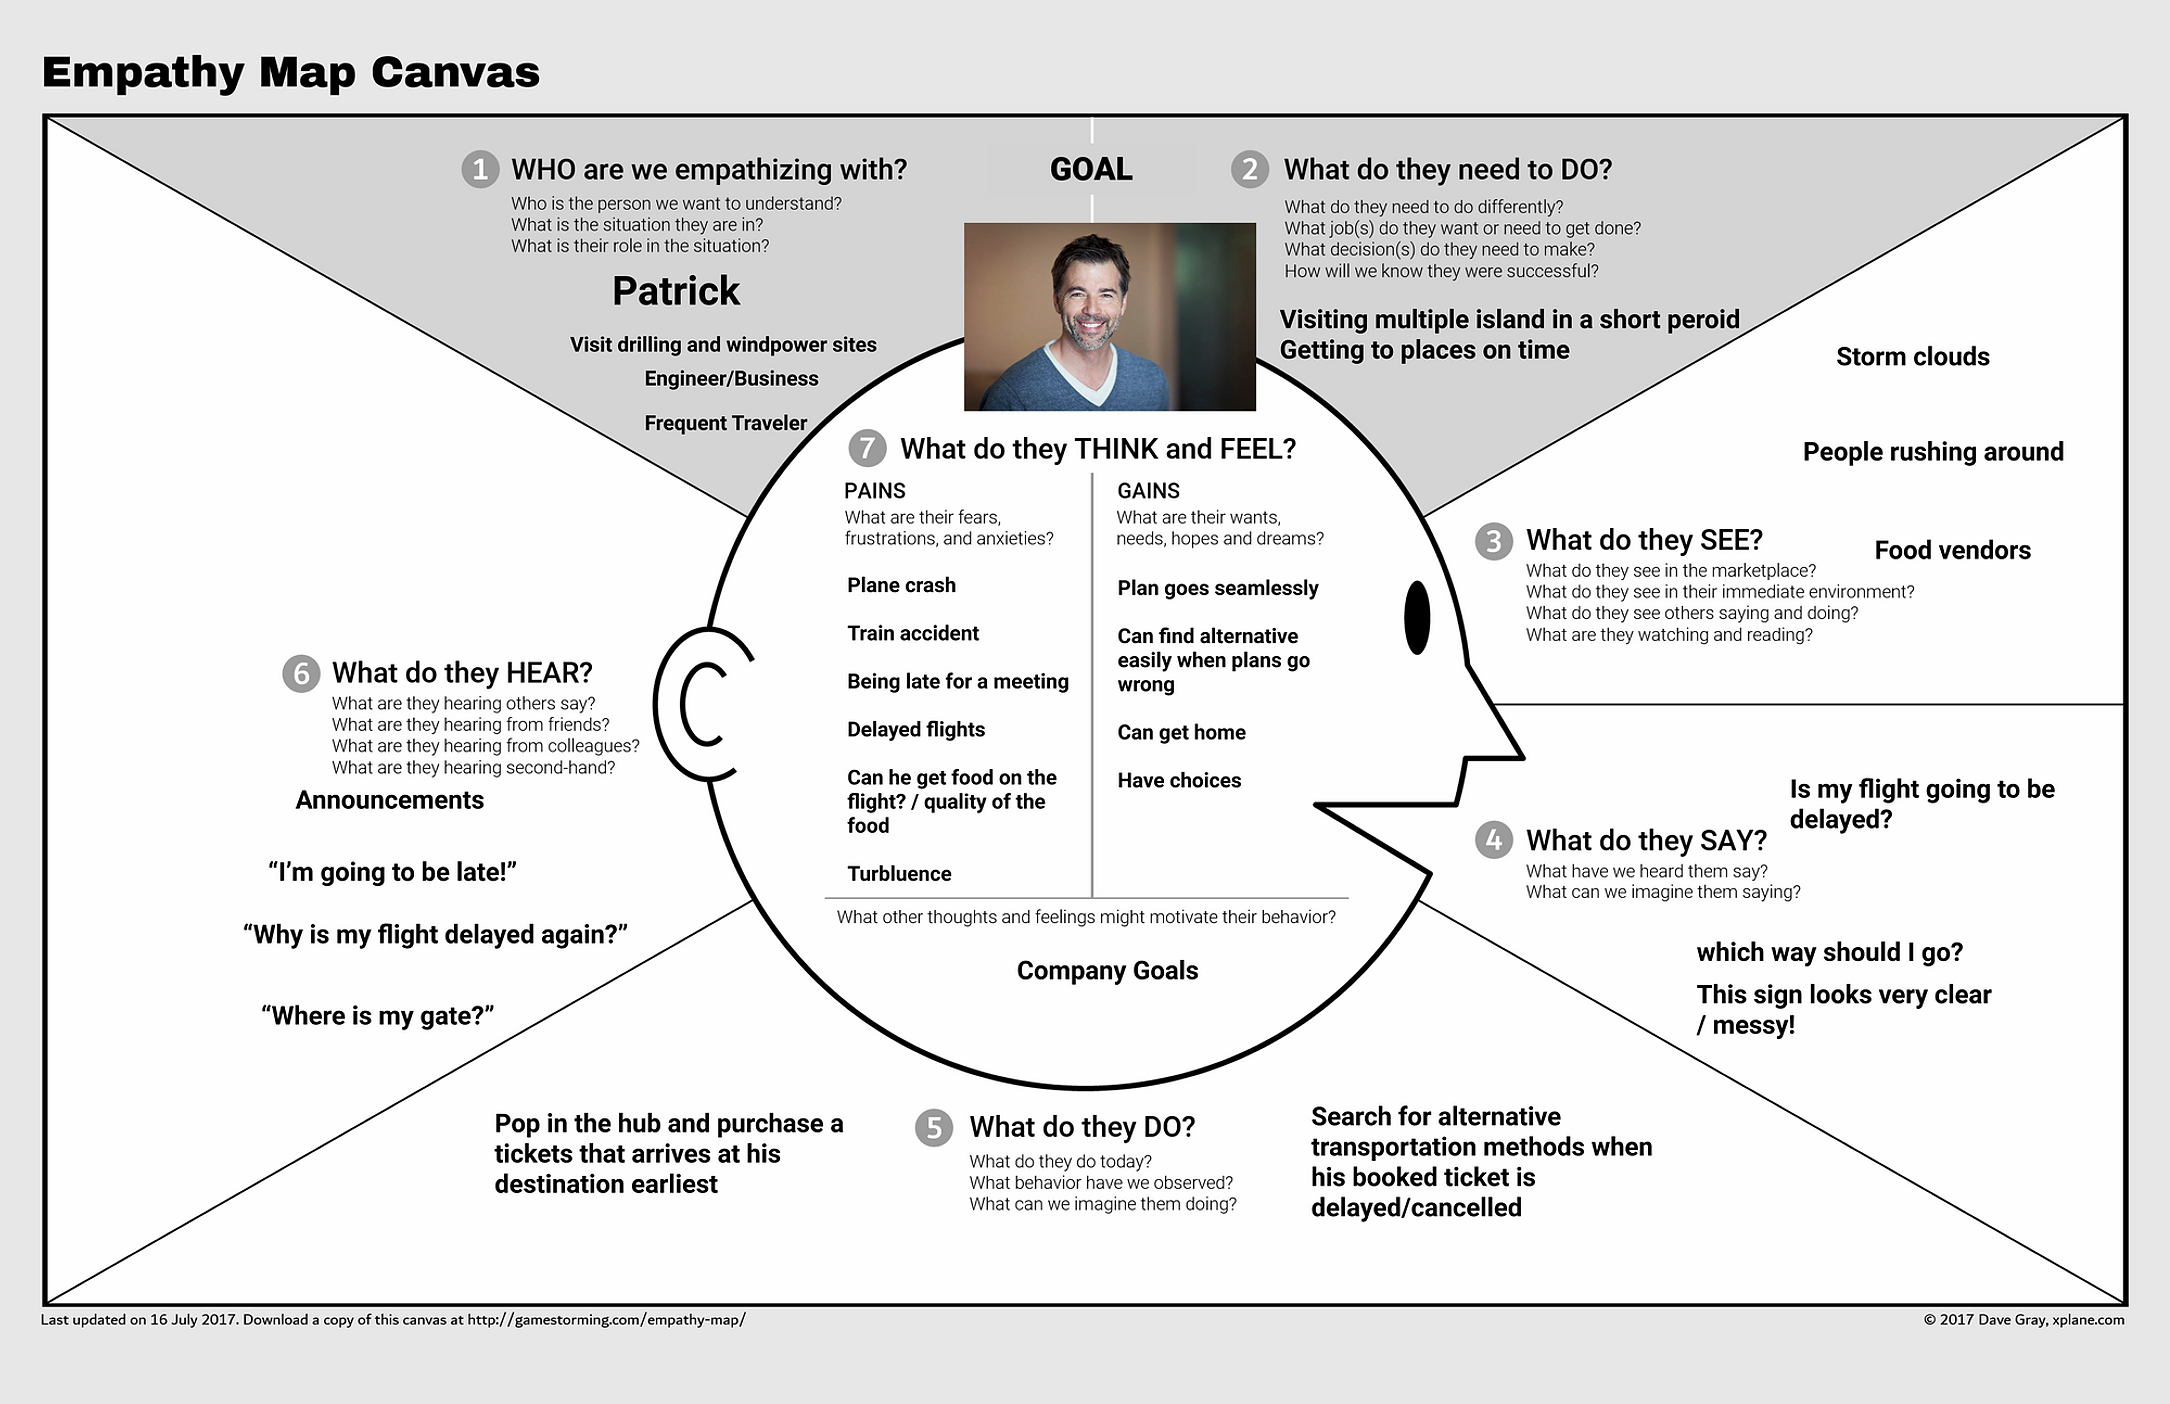 Empathy Map Canvas
1 WHO are we empathizing with?
Who is the person we want to understand?
What is the situation they are in?
What is their role in the situation?
Patrick
Visit drilling and windpower sites
Engineer/Business
Frequent Traveler
GOAL
2 What do they need to DO?
What do they need to do differently?
What job(s) do they want or need to get done?
What decision(s) do they need to make?
How will we know they were successful?
Visiting multiple island in a short peroid
Getting to places on time
Storm clouds
People rushing around
Food vendors
3 What do they SEE?
What do they see in the marketplace?
What do they see in their immediate environment?
What do they see others saying and doing?
What are they watching and reading?
Is my flight going to be
delayed?
4 What do they SAY?
What have we heard them say?
What can we imagine them saying?
which way should I go?
This sign looks very clear
/ messy!
5 What do they DO?
What do they do today?
What behavior have we observed?
What can we imagine them doing?
Pop in the hub and purchase a
tickets that arrives at his
destination earliest
Search for alternative
transportation methods when
his booked ticket is
delayed/cancelled
6 What do they HEAR?
What are they hearing others say?
What are they hearing from friends?
What are they hearing from colleagues?
What are they hearing second-hand?
Announcements
“I’m going to be late!”
“Why is my flight delayed again?”
“Where is my gate?”
7 What do they THINK and FEEL?
PAINS
What are their fears,
frustrations, and anxieties?
Plane crash
Train accident
Being late for a meeting
Delayed flights
Can he get food on the
flight? / quality of the
food
Turbluence
GAINS
What are their wants,
needs, hopes and dreams?
Plan goes seamlessly
Can find alternative
easily when plans go
wrong
Can get home
Have choices
What other thoughts and feelings might motivate their behavior?
Company Goals
Last updated on 16 July 2017. Download a copy of this canvas at http://gamestorming.com/empathy-map/
© 2017 Dave Gray, xplane.com